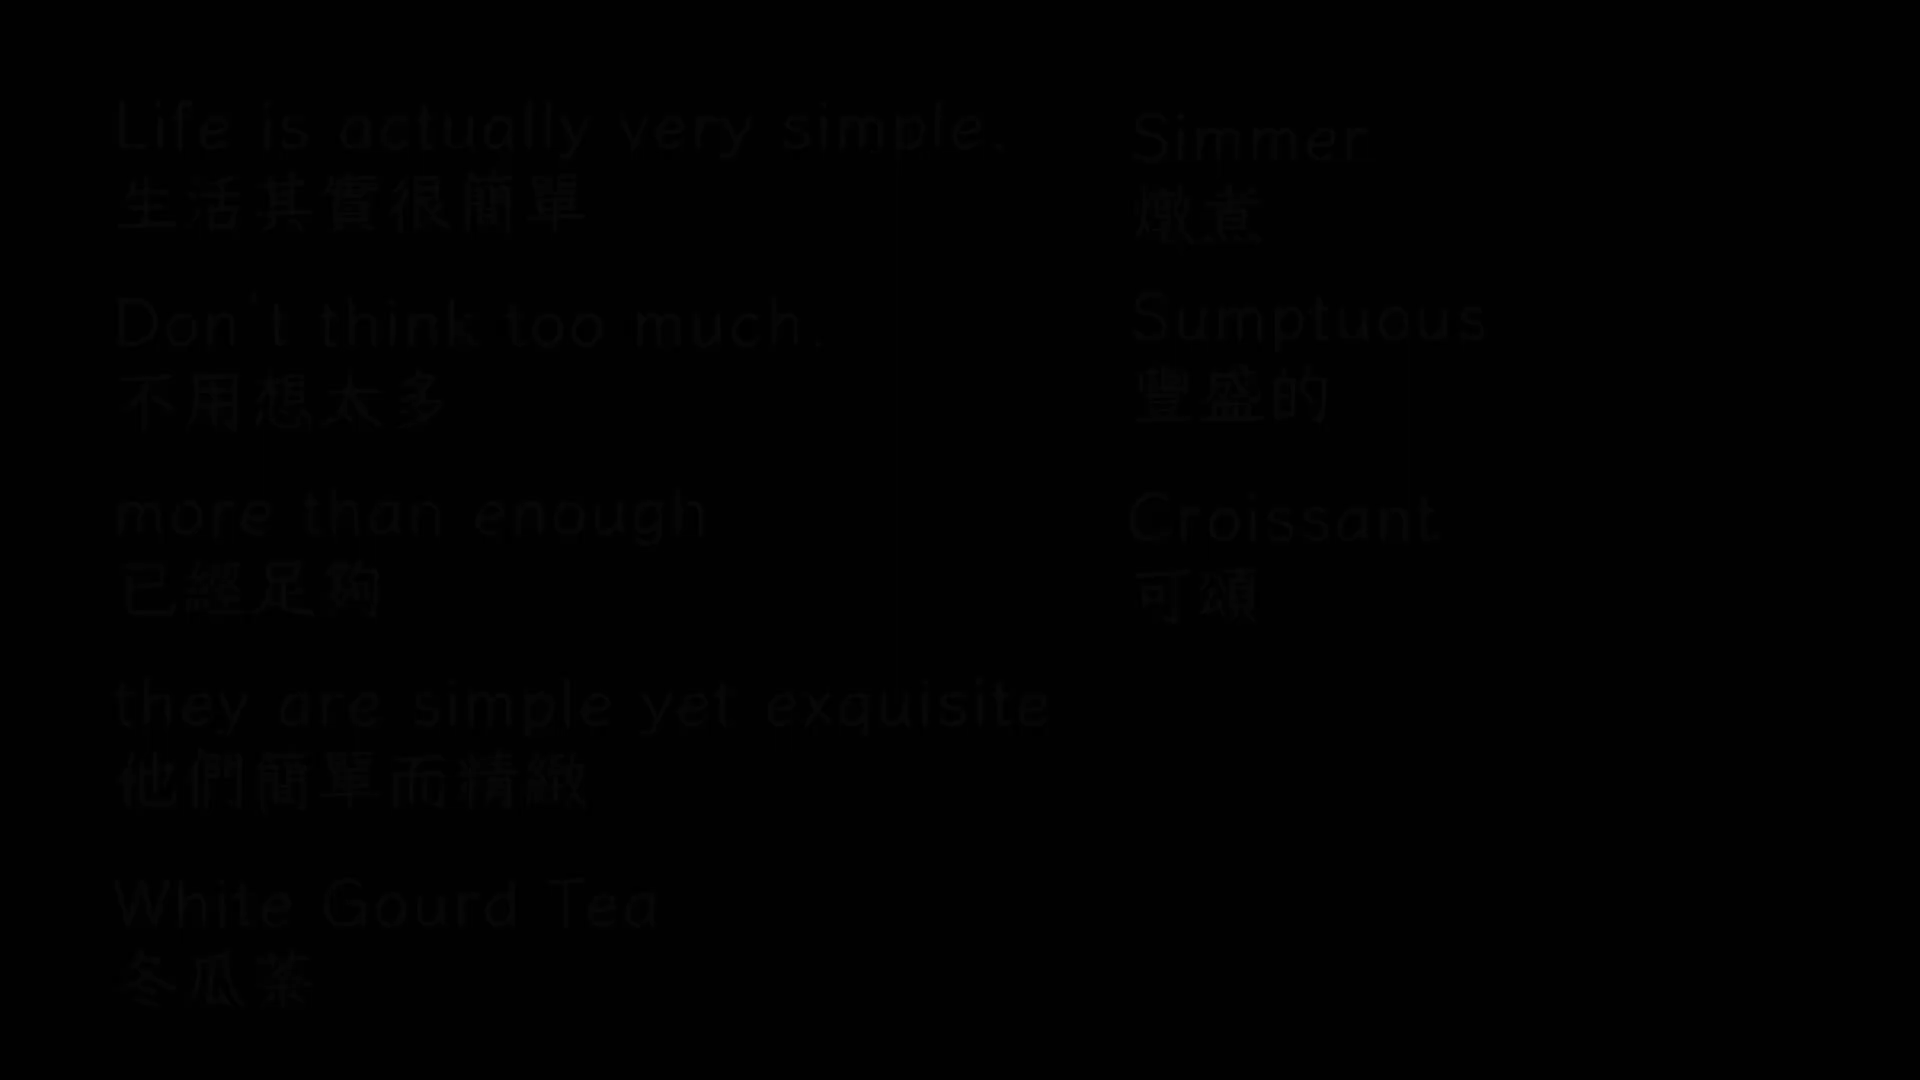 Life is actually very simple.
生活其實很簡單
Don't think too much.
不用想太多
more than enough
已經足夠
they are simple yet exquisite
他們簡單而精緻
White Gourd Tea
冬瓜茶
Simmer
燉煮
Sumptuous
豐盛的
Croissant
可頌